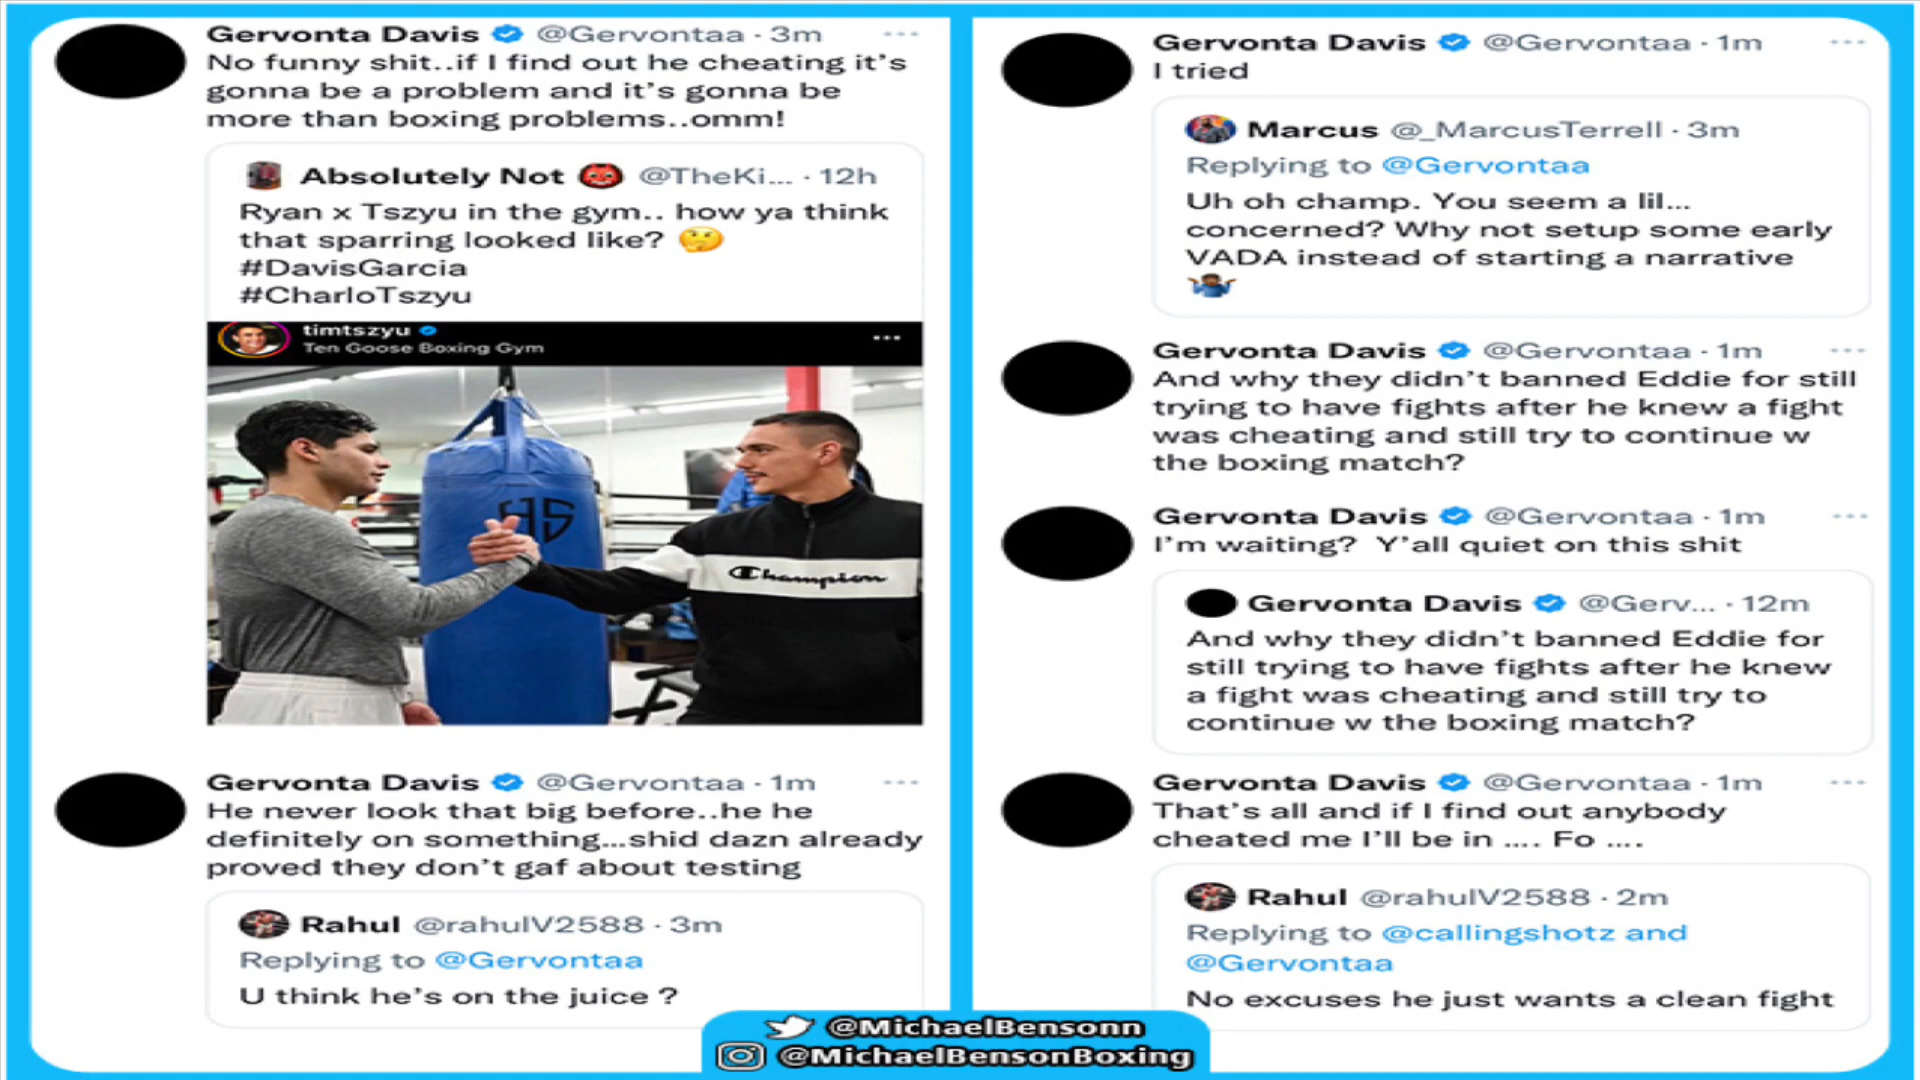 Gervonta Davis @Gervontaa · 3m
No funny shit..if I find out he cheating it's
gonna be a problem and it's gonna be
more than boxing problems..omm!
Absolutely Not 👹 @TheKi... · 12h
Ryan x Tszyu in the gym.. how ya think
that sparring looked like? 🤔
#DavisGarcia
#CharloTszyu
timtszyu
Ten Goose Boxing Gym
HS
Champion
Gervonta Davis @Gervontaa · 1m
He never look that big before..he he
definitely on something...shid dazn already
proved they don't gaf about testing
Rahul @rahulV2588 · 3m
Replying to @Gervontaa
U think he's on the juice ?
Gervonta Davis @Gervontaa · 1m
I tried
Marcus @_MarcusTerrell · 3m
Replying to @Gervontaa
Uh oh champ. You seem a lil...
concerned? Why not setup some early
VADA instead of starting a narrative
🤷🏾‍♂️
Gervonta Davis @Gervontaa · 1m
And why they didn't banned Eddie for still
trying to have fights after he knew a fight
was cheating and still try to continue w
the boxing match?
Gervonta Davis @Gervontaa · 1m
I'm waiting? Y'all quiet on this shit
Gervonta Davis @Gerv... · 12m
And why they didn't banned Eddie for
still trying to have fights after he knew
a fight was cheating and still try to
continue w the boxing match?
Gervonta Davis @Gervontaa · 1m
That's all and if I find out anybody
cheated me I'll be in .... Fo ....
Rahul @rahulV2588 · 2m
Replying to @callingshotz and
@Gervontaa
No excuses he just wants a clean fight
@MichaelBensonn
@MichaelBensonBoxing